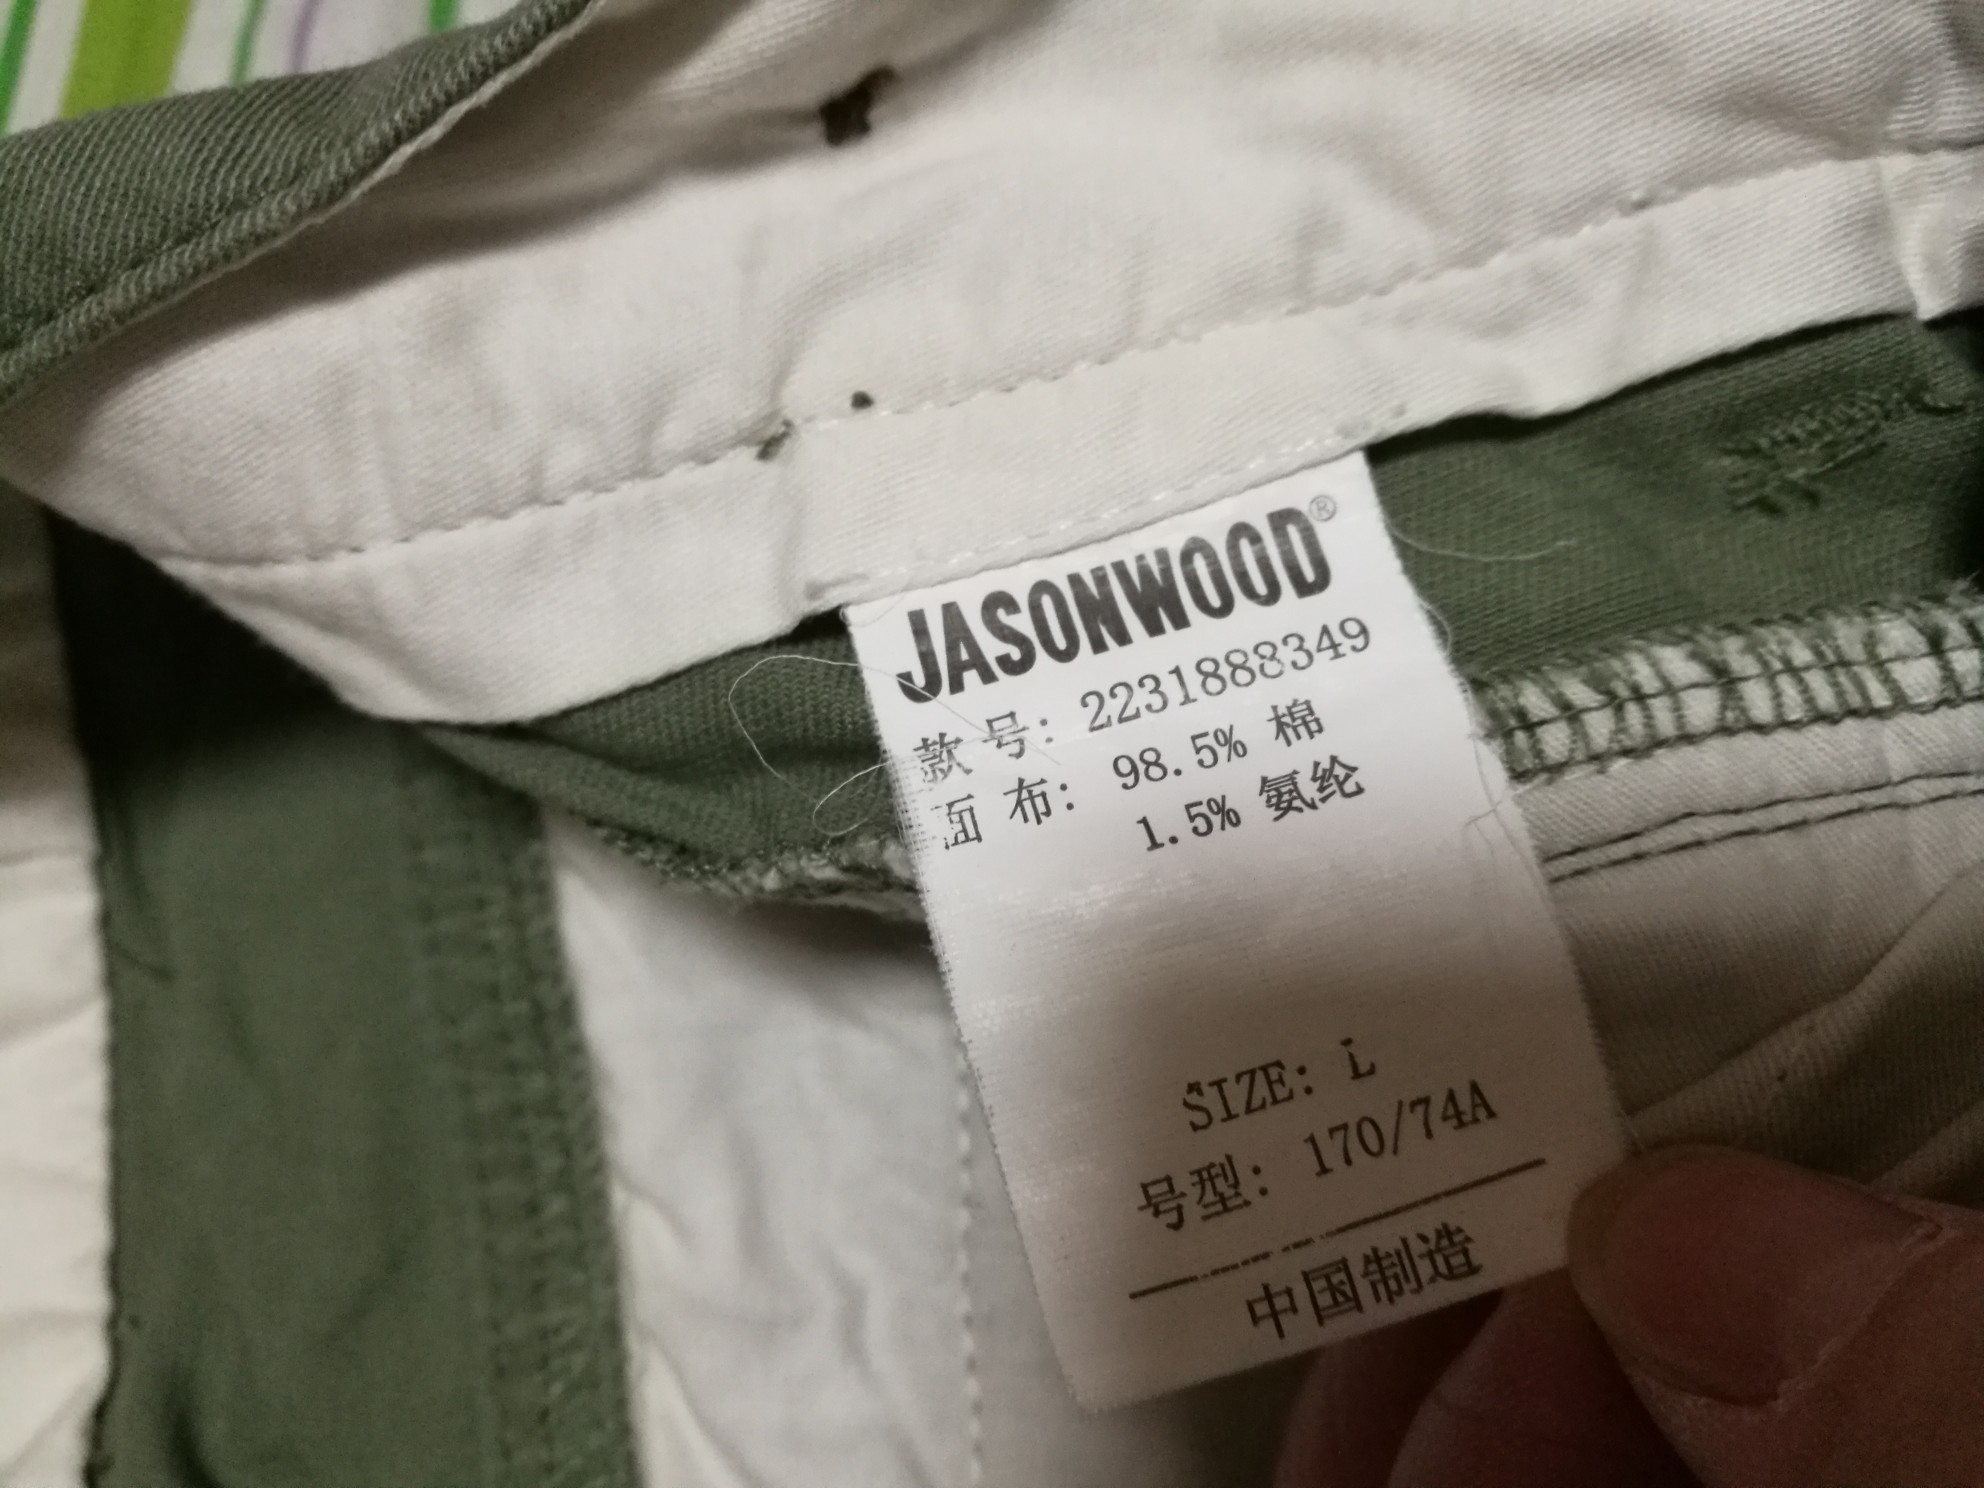 JASONWOOD®
款号: 2231888349
面布: 98.5% 棉
1.5% 氨纶
SIZE: L
号型: 170/74A
中国制造